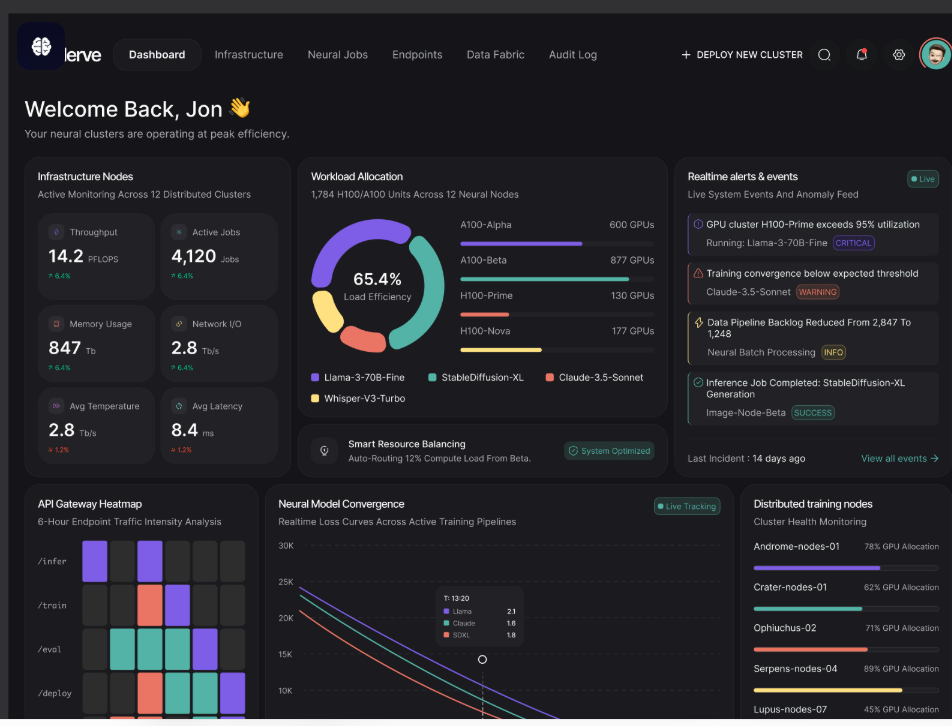 erve
Dashboard
Infrastructure
Neural Jobs
Endpoints
Data Fabric
Audit Log
+ DEPLOY NEW CLUSTER
Welcome Back, Jon 👋
Your neural clusters are operating at peak efficiency.
Infrastructure Nodes
Active Monitoring Across 12 Distributed Clusters
Throughput
14.2 PFLOPS
6.4%
Active Jobs
4,120 Jobs
6.4%
Memory Usage
847 Tb
6.4%
Network I/O
2.8 Tb/s
6.4%
Avg Temperature
2.8 Tb/s
1.2%
Avg Latency
8.4 ms
1.2%
Workload Allocation
1,784 H100/A100 Units Across 12 Neural Nodes
65.4%
Load Efficiency
A100-Alpha 600 GPUs
A100-Beta 877 GPUs
H100-Prime 130 GPUs
H100-Nova 177 GPUs
Llama-3-70B-Fine
StableDiffusion-XL
Claude-3.5-Sonnet
Whisper-V3-Turbo
Smart Resource Balancing
Auto-Routing 12% Compute Load From Beta.
System Optimized
Realtime alerts & events
Live
Live System Events And Anomaly Feed
GPU cluster H100-Prime exceeds 95% utilization
Running: Llama-3-70B-Fine CRITICAL
Training convergence below expected threshold
Claude-3.5-Sonnet WARNING
Data Pipeline Backlog Reduced From 2,847 To
1,248
Neural Batch Processing INFO
Inference Job Completed: StableDiffusion-XL
Generation
Image-Node-Beta SUCCESS
Last Incident : 14 days ago
View all events →
API Gateway Heatmap
6-Hour Endpoint Traffic Intensity Analysis
/infer
/train
/eval
/deploy
Neural Model Convergence
Live Tracking
Realtime Loss Curves Across Active Training Pipelines
30K
25K
20K
15K
10K
T: 13:20
Llama 2.1
Claude 1.6
SDXL 1.8
Distributed training nodes
Cluster Health Monitoring
Androme-nodes-01 78% GPU Allocation
Crater-nodes-01 62% GPU Allocation
Ophiuchus-02 71% GPU Allocation
Serpens-nodes-04 89% GPU Allocation
Lupus-nodes-07 45% GPU Allocation